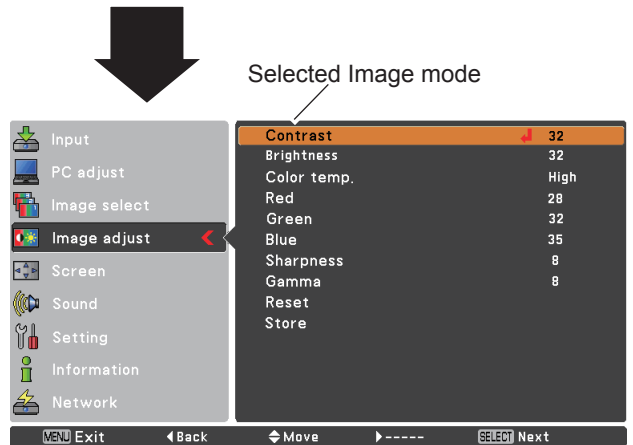 Selected Image mode
Input
PC adjust
Image select
Image adjust
Screen
Sound
Setting
Information
Network
Contrast 32
Brightness 32
Color temp. High
Red 28
Green 32
Blue 35
Sharpness 8
Gamma 8
Reset
Store
MENU Exit Back Move ----- SELECT Next